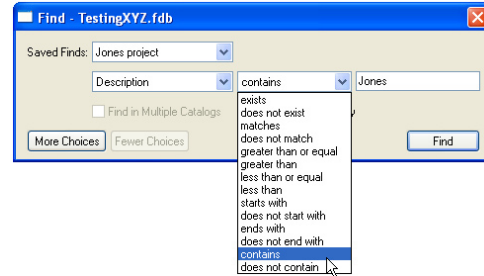 Find - TestingXYZ.fdb
Saved Finds: Jones project
Description contains Jones
Find in Multiple Catalogs
More Choices Fewer Choices Find
exists
does not exist
matches
does not match
greater than or equal
greater than
less than or equal
less than
starts with
does not start with
ends with
does not end with
contains
does not contain